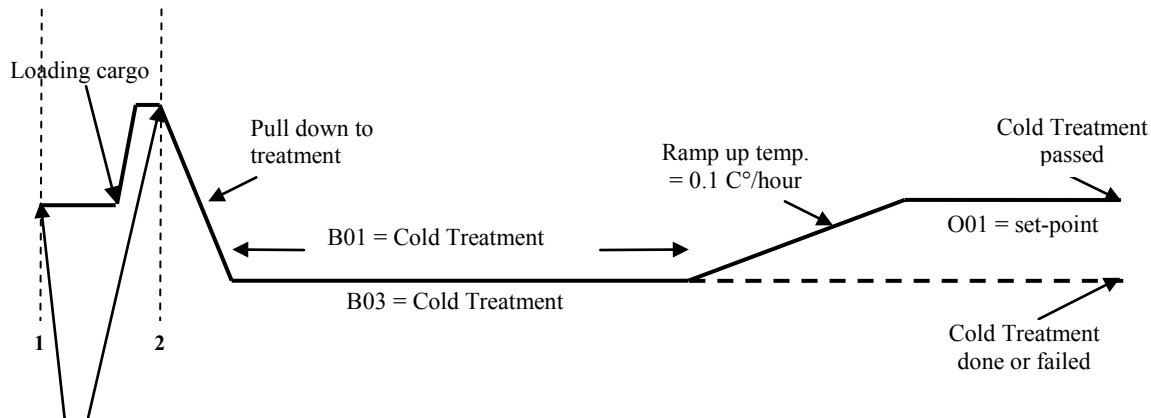 Loading cargo
Pull down to
treatment
Ramp up temp.
= 0.1 C°/hour
Cold Treatment
passed
B01 = Cold Treatment
O01 = set-point
B03 = Cold Treatment
1
2
Cold Treatment
done or failed